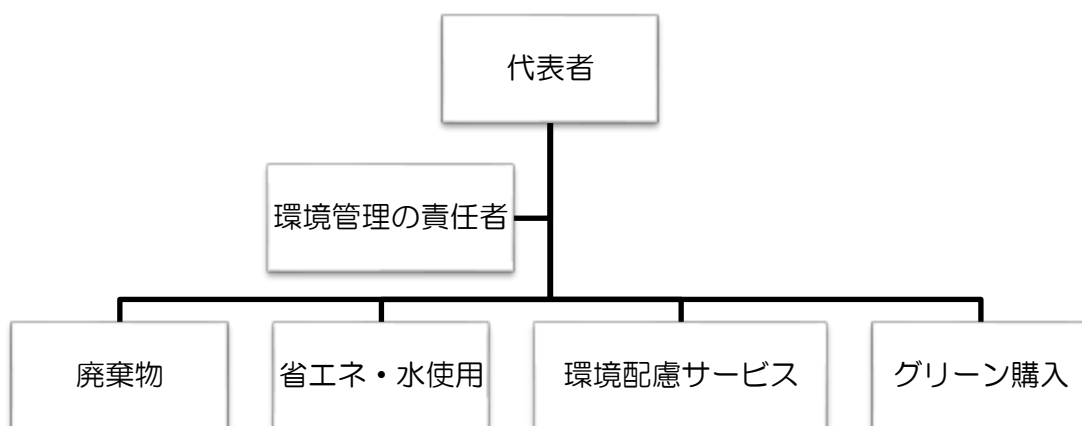 代表者
環境管理の責任者
廃棄物
省エネ・水使用
環境配慮サービス
グリーン購入